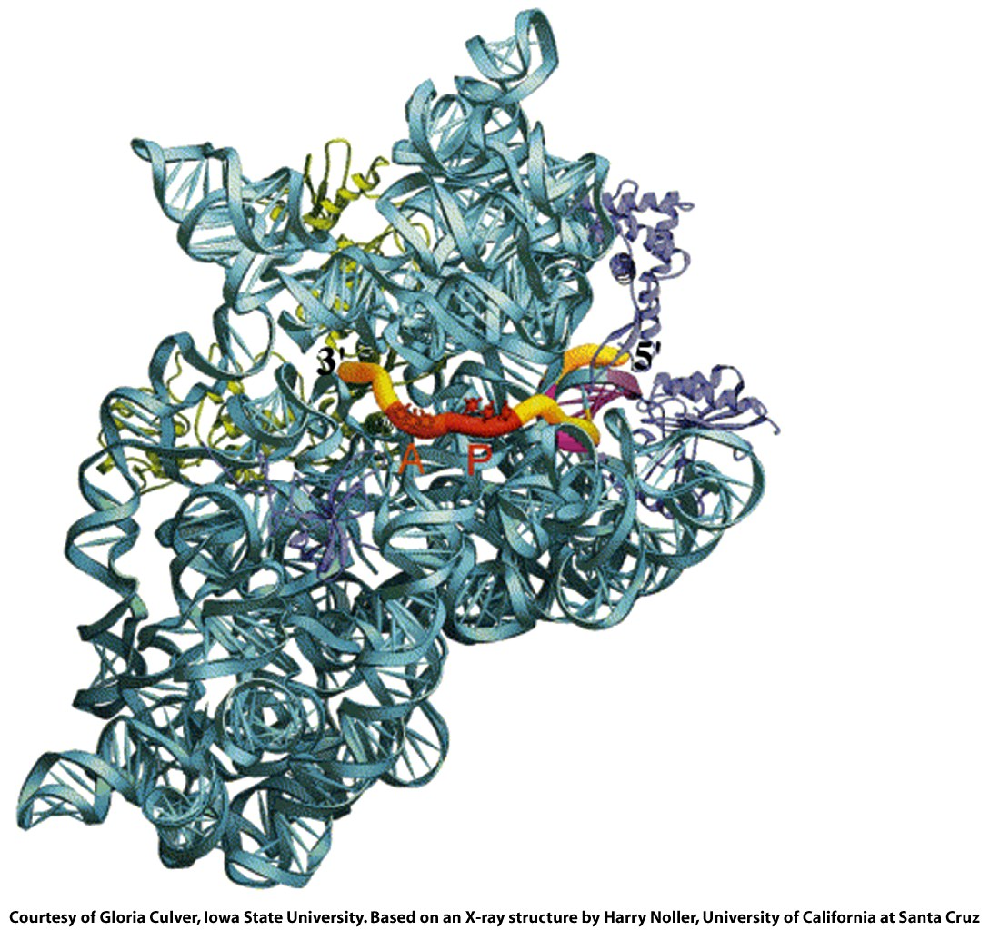 3' 5'
A P
Courtesy of Gloria Culver, Iowa State University. Based on an X-ray structure by Harry Noller, University of California at Santa Cruz